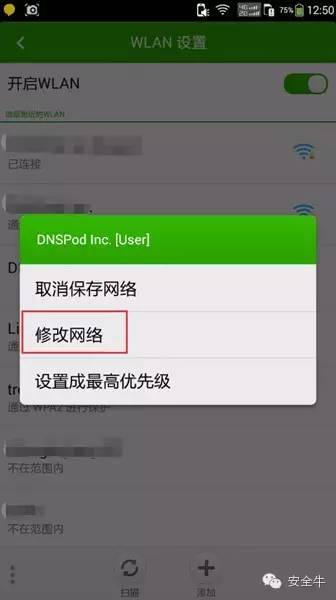 4G
2G
75%
12:50
WLAN 设置
开启WLAN
已连接
DNSPod Inc. [User]
取消保存网络
修改网络
设置成最高优先级
通过 WPA2 进行保护
不在范围内
不在范围内
扫描
添加
安全牛